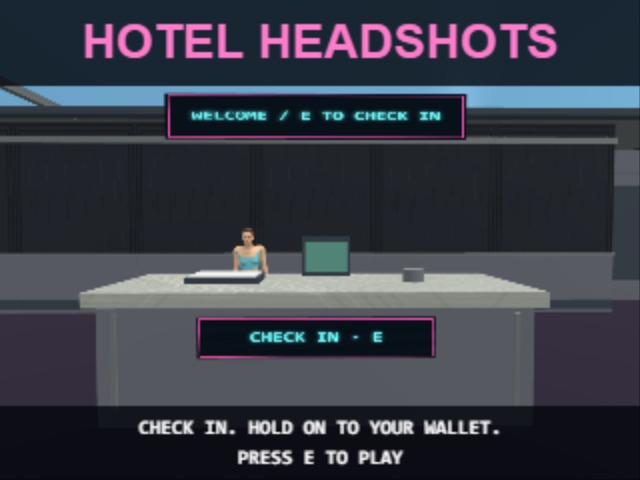 HOTEL HEADSHOTS
WELCOME / E TO CHECK IN
CHECK IN - E
CHECK IN. HOLD ON TO YOUR WALLET.
PRESS E TO PLAY